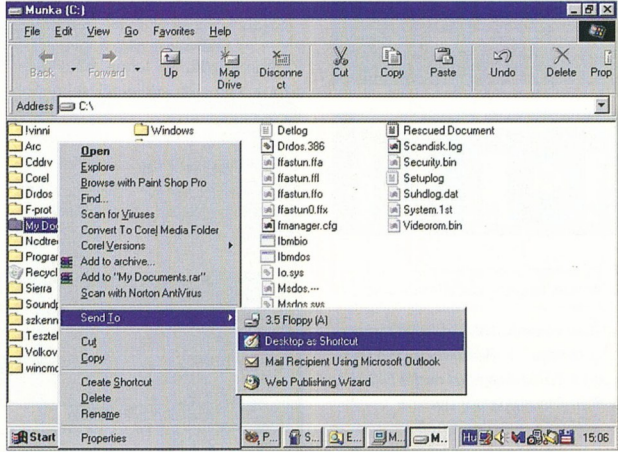 Munka (C:)
File Edit View Go Favorites Help
Back Forward Up Map Drive Disconnect Cut Copy Paste Undo Delete Prop
Address C:\
!vinni
Arc
Cddrv
Corel
Drdos
F-prot
My Do
Ncdtre
Program
Recycl
Sierra
Soundp
szkenn
Tesztel
Volkov
wincmd
Windows
Open
Explore
Browse with Paint Shop Pro
Find...
Scan for Viruses
Convert To Corel Media Folder
Corel Versions
Add to archive...
Add to "My Documents.rar"
Scan with Norton AntiVirus
Send To
Cut
Copy
Create Shortcut
Delete
Rename
Properties
Detlog
Drdos.386
ffastun.ffa
ffastun.ffl
ffastun.ffo
ffastun0.ffx
fmanager.cfg
Ibmbio
Ibmdos
Io.sys
Msdos.---
Msdos.sys
Rescued Document
Scandisk.log
Security.bin
Setuplog
Suhdlog.dat
System.1st
Videorom.bin
3.5 Floppy (A)
Desktop as Shortcut
Mail Recipient Using Microsoft Outlook
Web Publishing Wizard
Start P... S... E... M... M.. Hu 15:06